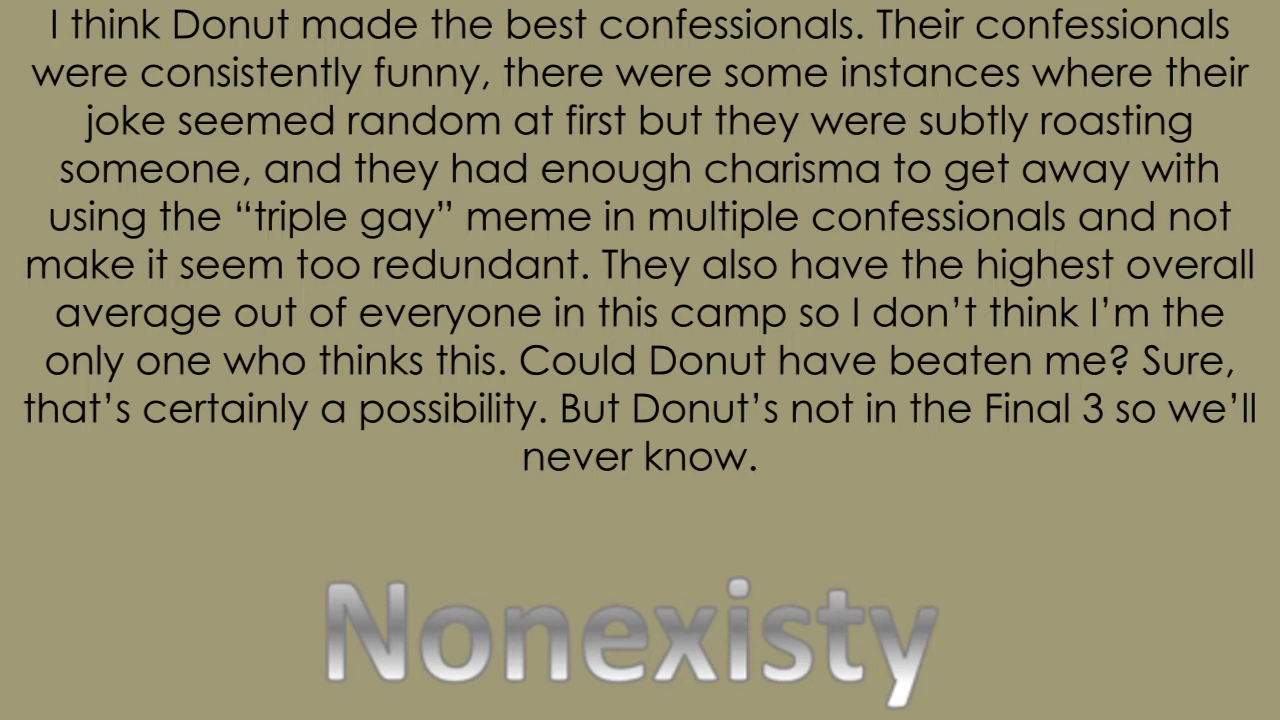 I think Donut made the best confessionals. Their confessionals
were consistently funny, there were some instances where their
joke seemed random at first but they were subtly roasting
someone, and they had enough charisma to get away with
using the “triple gay” meme in multiple confessionals and not
make it seem too redundant. They also have the highest overall
average out of everyone in this camp so I don’t think I’m the
only one who thinks this. Could Donut have beaten me? Sure,
that’s certainly a possibility. But Donut’s not in the Final 3 so we’ll
never know.
Nonexisty